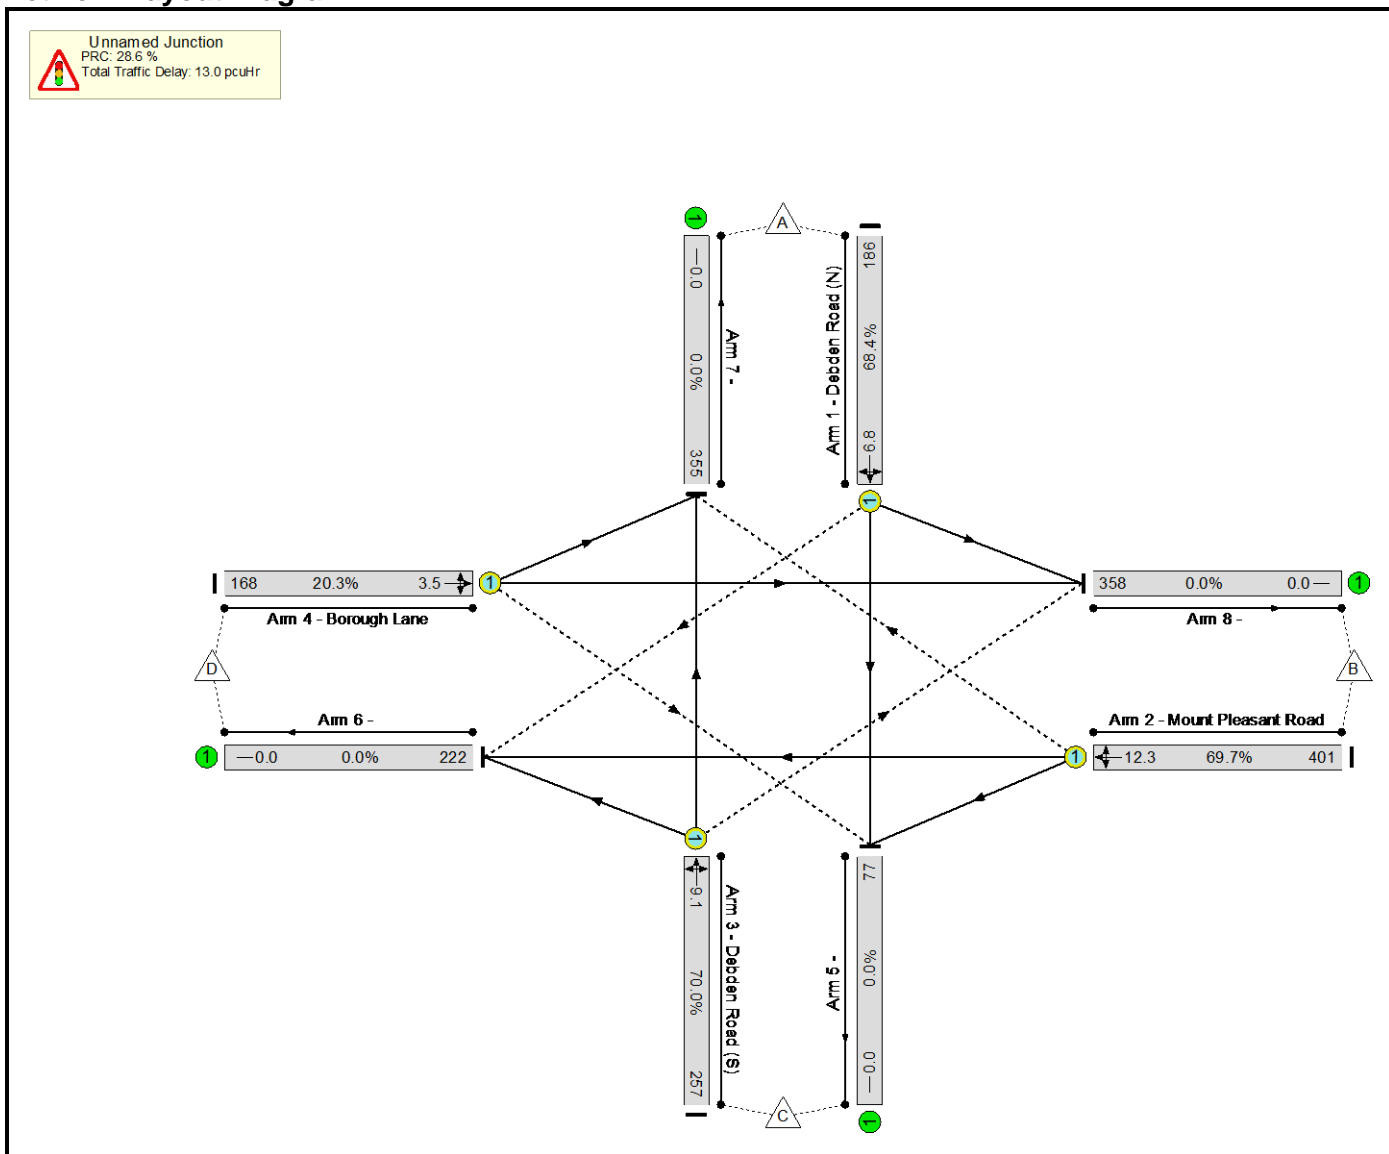 Unnamed Junction
PRC: 28.6 %
Total Traffic Delay: 13.0 pcuHr
A
1
0.0
0.0%
355
Arm 7 -
Arm 1 - Debden Road (N)
186
68.4%
6.8
1
168 20.3% 3.5
1
Arm 4 - Borough Lane
358 0.0% 0.0
1
Arm 8 -
D
B
Arm 6 -
1
0.0 0.0% 222
Arm 2 - Mount Pleasant Road
1
12.3 69.7% 401
1
9.1
70.0%
257
Arm 3 - Debden Road (S)
Arm 5 -
77
0.0%
0.0
1
C